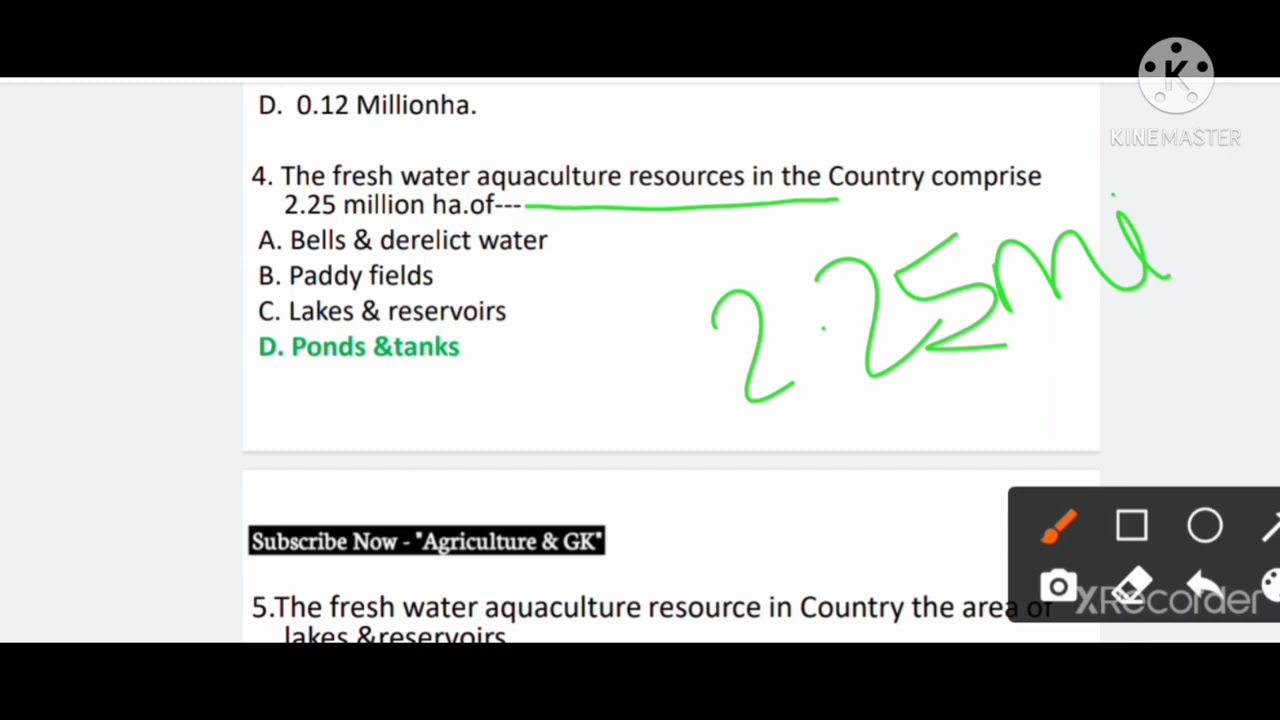 KINEMASTER
D. 0.12 Millionha.
4. The fresh water aquaculture resources in the Country comprise
2.25 million ha.of---
A. Bells & derelict water
B. Paddy fields
C. Lakes & reservoirs
D. Ponds &tanks
2.25mi
Subscribe Now - "Agriculture & GK"
5.The fresh water aquaculture resource in Country the area of
lakes &reservoirs
XRecorder